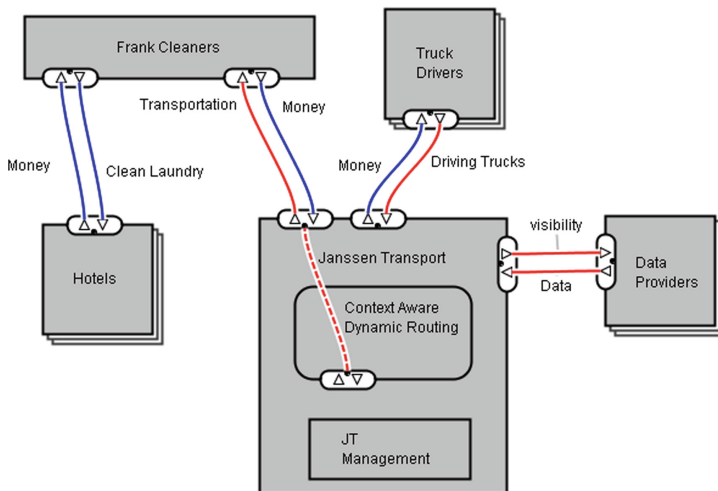 Frank Cleaners
Truck
Drivers
Transportation
Money
Money
Clean Laundry
Money
Driving Trucks
Hotels
Janssen Transport
visibility
Data
Data
Providers
Context Aware
Dynamic Routing
JT
Management